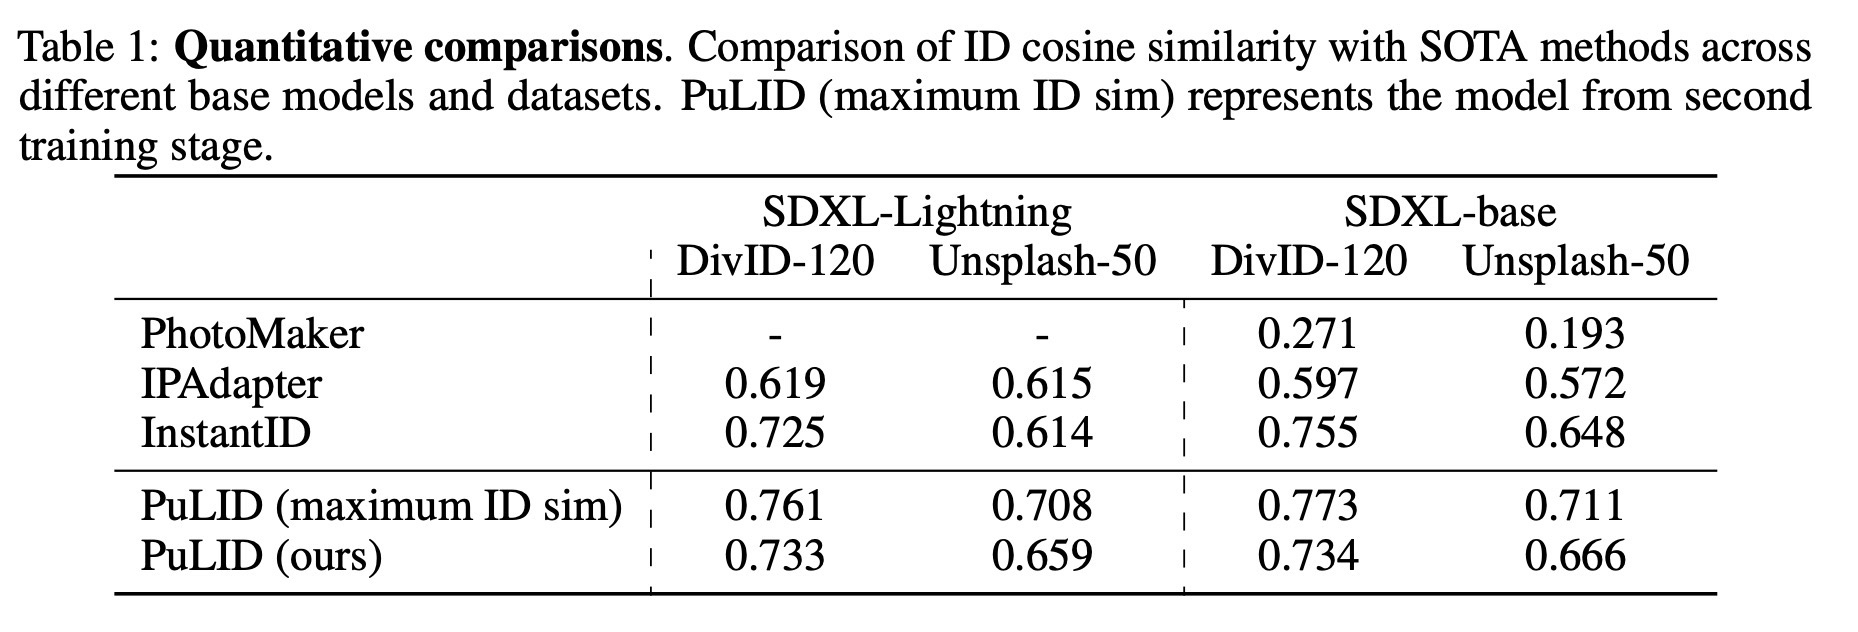 Table 1: Quantitative comparisons. Comparison of ID cosine similarity with SOTA methods across
different base models and datasets. PuLID (maximum ID sim) represents the model from second
training stage.
SDXL-Lightning SDXL-base
DivID-120 Unsplash-50 DivID-120 Unsplash-50
PhotoMaker - - 0.271 0.193
IPAdapter 0.619 0.615 0.597 0.572
InstantID 0.725 0.614 0.755 0.648
PuLID (maximum ID sim) 0.761 0.708 0.773 0.711
PuLID (ours) 0.733 0.659 0.734 0.666